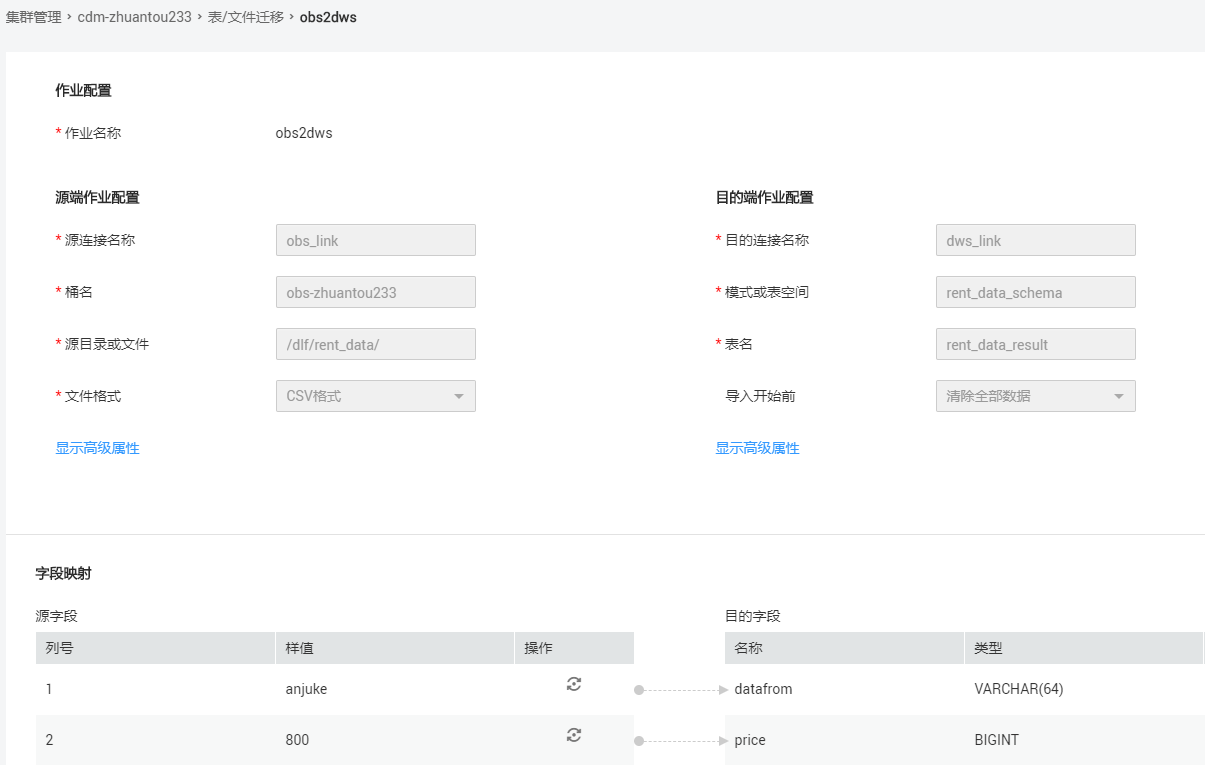 集群管理 › cdm-zhuantou233 › 表/文件迁移 › obs2dws
作业配置
* 作业名称 obs2dws
源端作业配置 目的端作业配置
* 源连接名称 obs_link * 目的连接名称 dws_link
* 桶名 obs-zhuantou233 * 模式或表空间 rent_data_schema
* 源目录或文件 /dlf/rent_data/ * 表名 rent_data_result
* 文件格式 CSV格式 导入开始前 清除全部数据
显示高级属性 显示高级属性
字段映射
源字段 目的字段
列号 样值 操作 名称 类型
1 anjuke datafrom VARCHAR(64)
2 800 price BIGINT